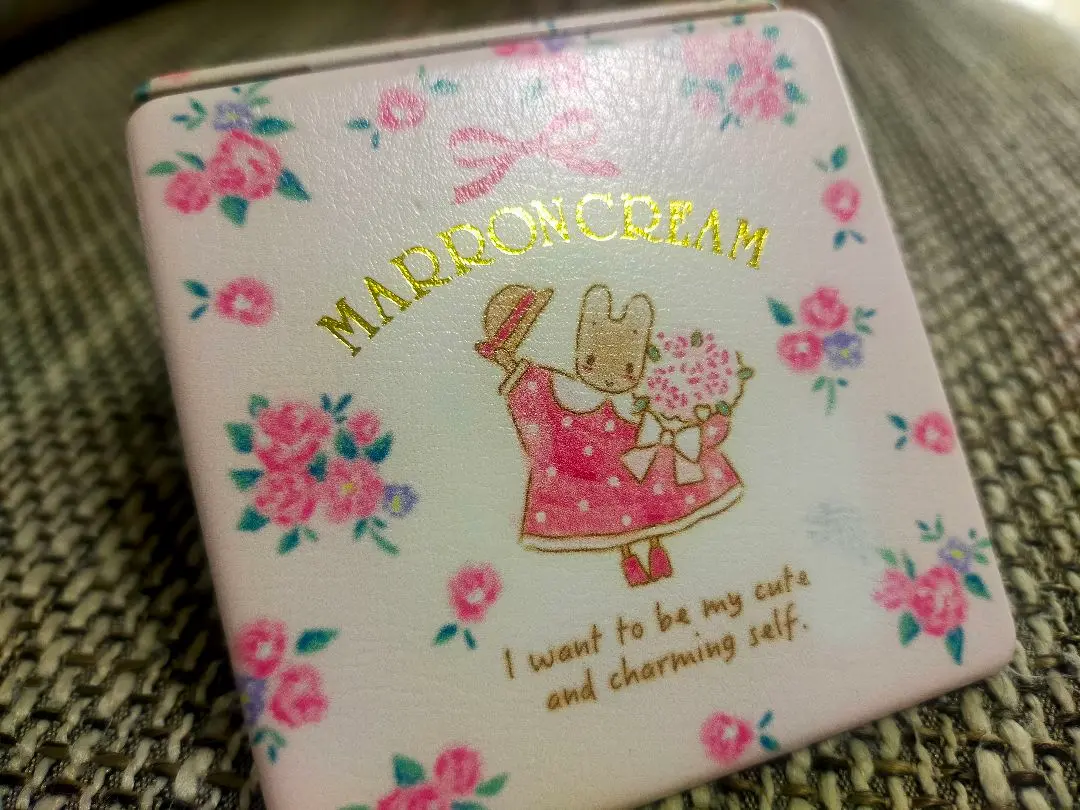 MARRONCREAM
I want to be my cute
and charming self.